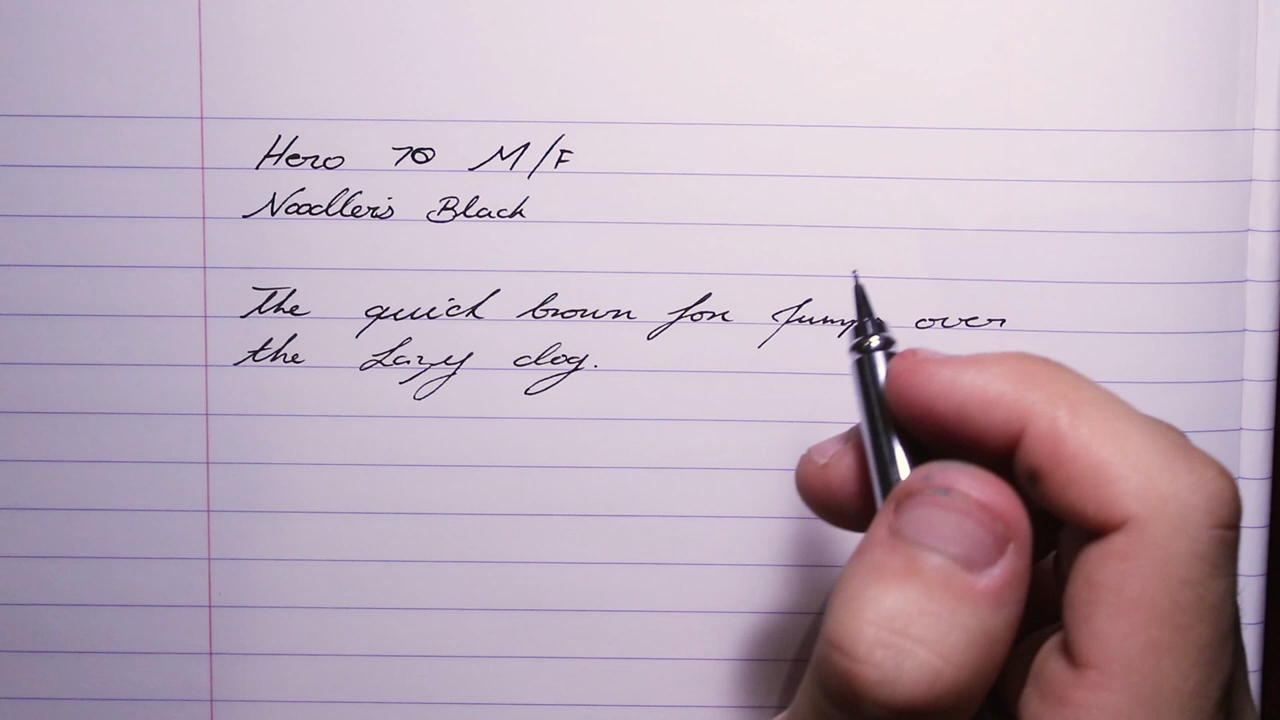 Hero 70 M/F
Noodler's Black
The quick brown fox over
the Lazy dog.